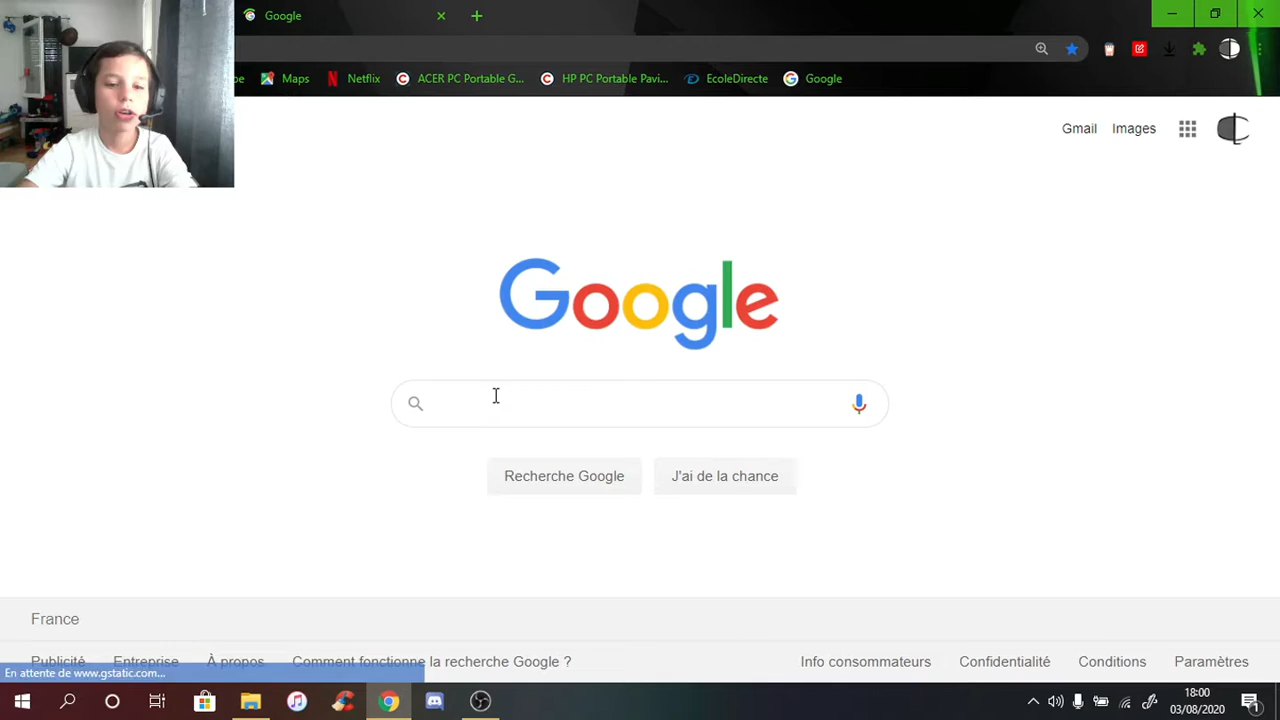 Google
be Maps Netflix ACER PC Portable G... HP PC Portable Pavi... EcoleDirecte Google
Gmail Images
Google
Recherche Google J'ai de la chance
France
Publicité Entreprise À propos Comment fonctionne la recherche Google ? Info consommateurs Confidentialité Conditions Paramètres
En attente de www.gstatic.com...
18:00
03/08/2020
1